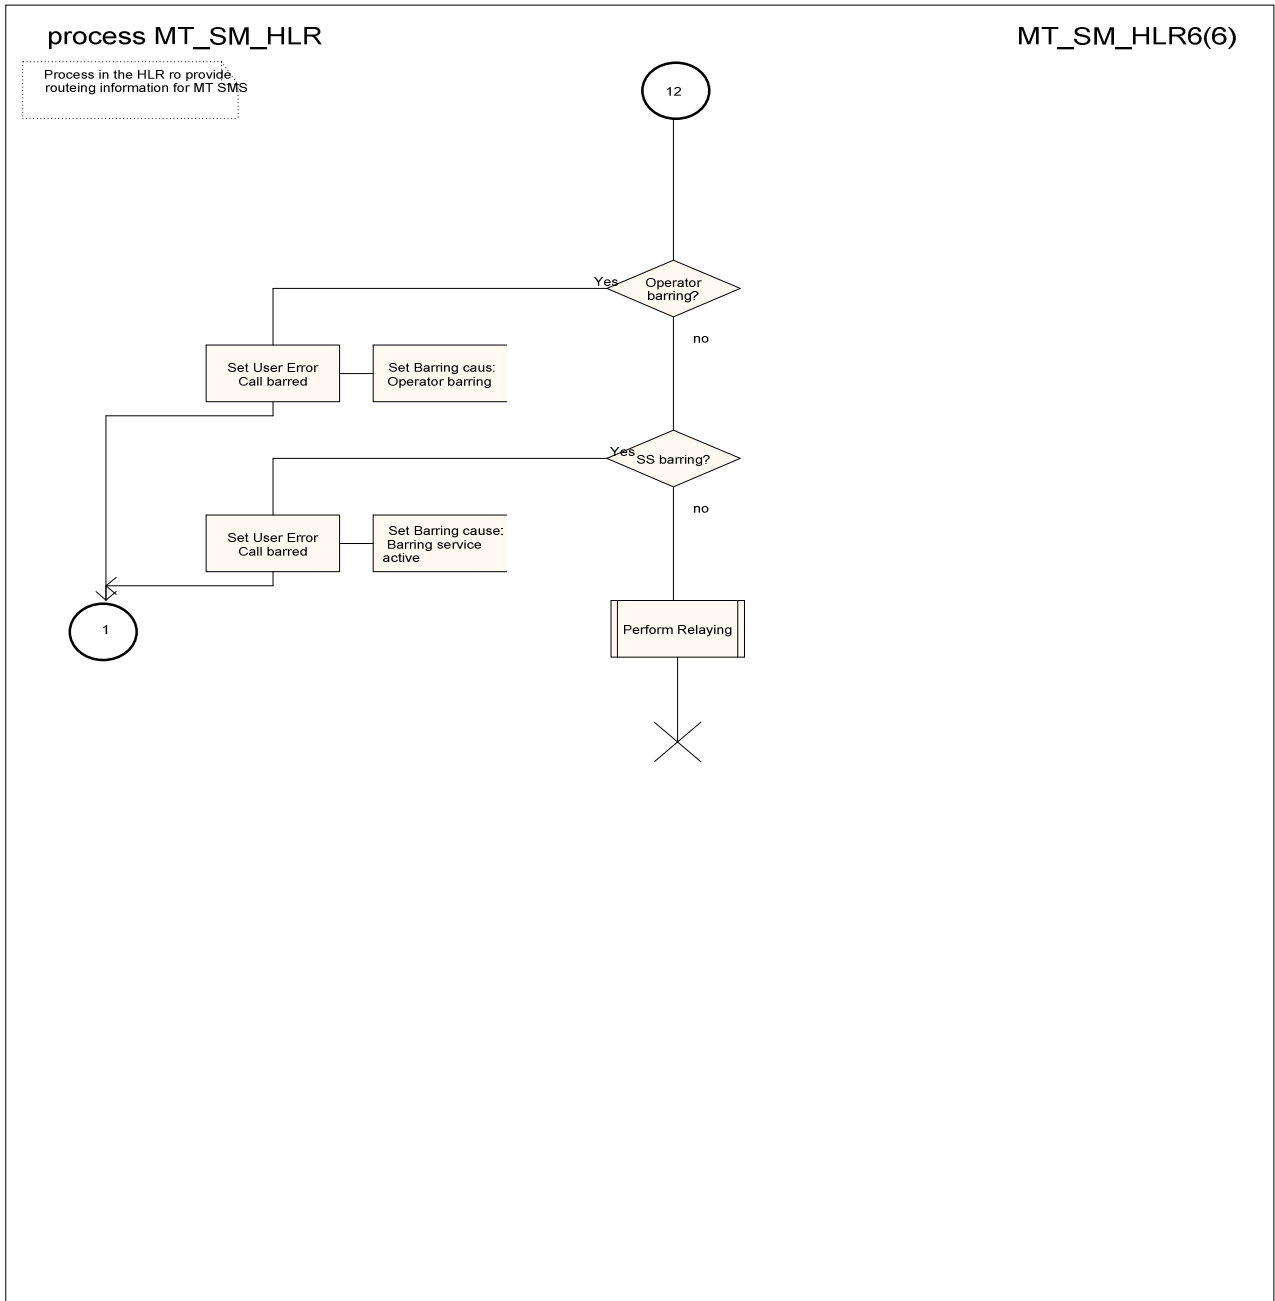 process MT_SM_HLR
MT_SM_HLR6(6)
Process in the HLR ro provide
routeing information for MT SMS
12
Yes
Operator
barring?
no
Set User Error
Call barred
Set Barring caus:
Operator barring
Yes
SS barring?
no
Set User Error
Call barred
Set Barring cause:
Barring service
active
1
Perform Relaying